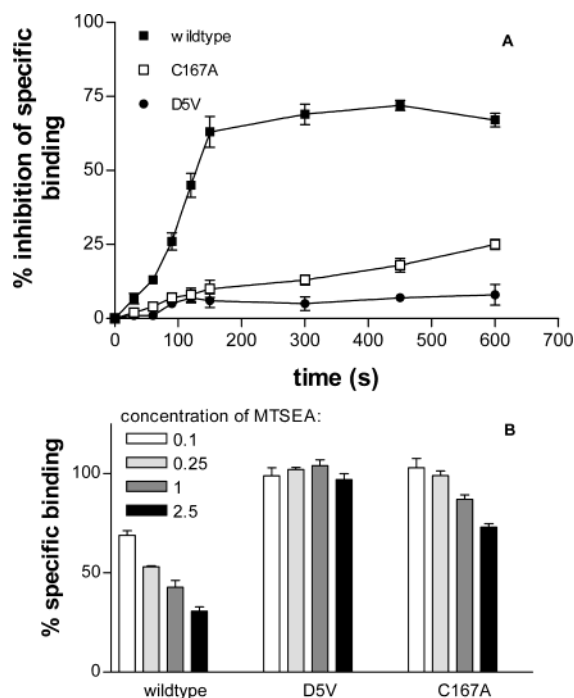 100
75
50
25
0
% inhibition of specific
binding
wildtype
C167A
D5V
A
0 100 200 300 400 500 600 700
time (s)
concentration of MTSEA:
0.1
0.25
1
2.5
B
100
50
0
% specific binding
wildtype D5V C167A